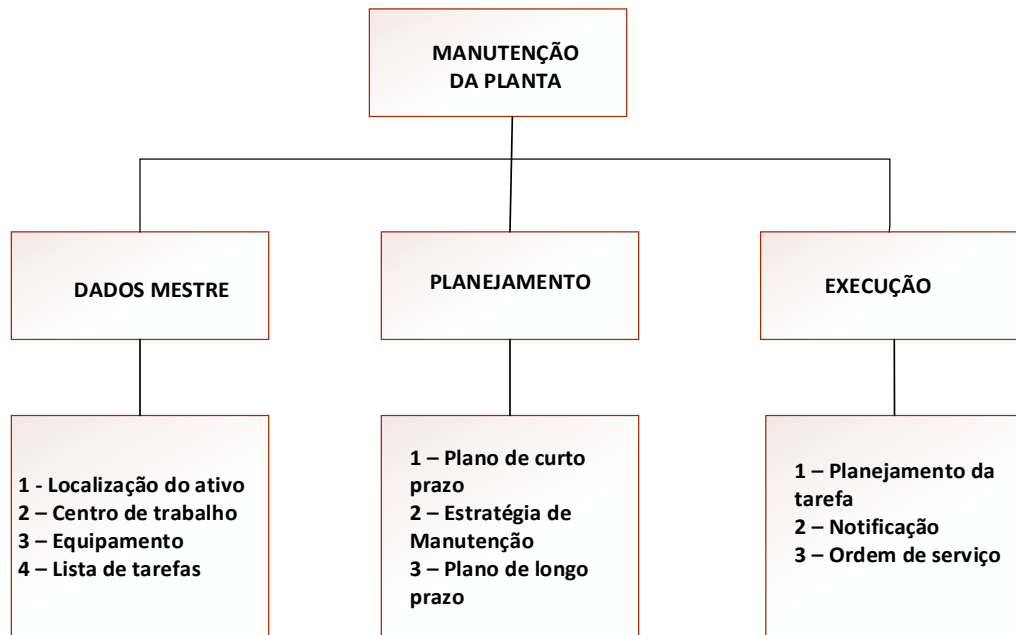 MANUTENÇÃO
DA PLANTA
DADOS MESTRE
PLANEJAMENTO
EXECUÇÃO
1 - Localização do ativo
2 – Centro de trabalho
3 – Equipamento
4 – Lista de tarefas
1 – Plano de curto
prazo
2 – Estratégia de
Manutenção
3 – Plano de longo
prazo
1 – Planejamento da
tarefa
2 – Notificação
3 – Ordem de serviço